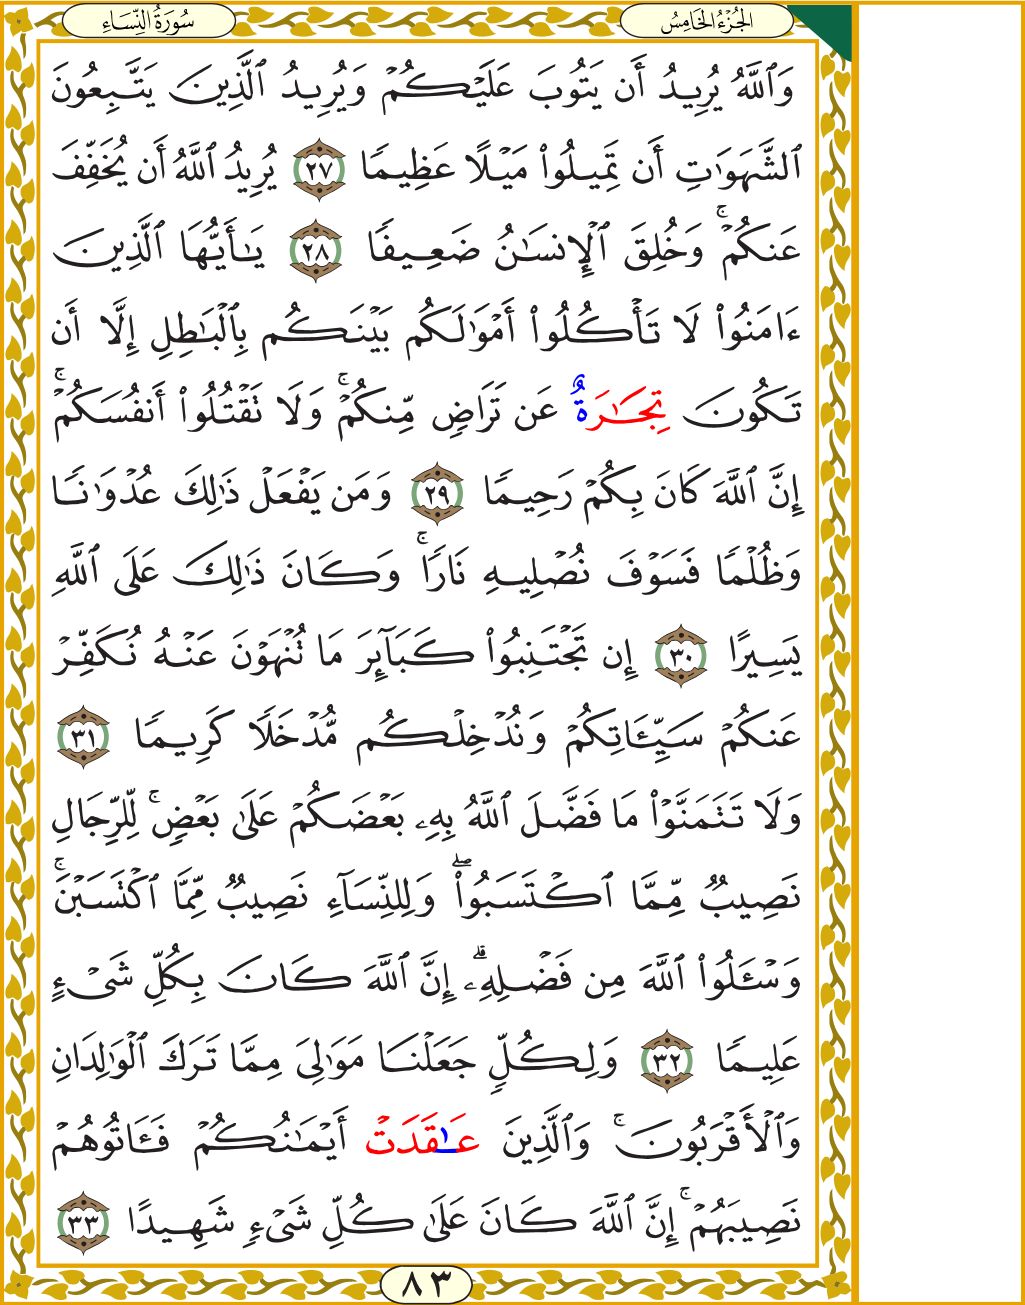 الجُزْءُ الخَامِسُ
سُورَةُ النِّسَاءِ
وَٱللَّهُ يُرِيدُ أَن يَتُوبَ عَلَيۡكُمۡ وَيُرِيدُ ٱلَّذِينَ يَتَّبِعُونَ
ٱلشَّهَوَٰتِ أَن تَمِيلُواْ مَيۡلًا عَظِيمًا ٢٧ يُرِيدُ ٱللَّهُ أَن يُخَفِّفَ
عَنكُمۡۚ وَخُلِقَ ٱلۡإِنسَٰنُ ضَعِيفًا ٢٨ يَٰٓأَيُّهَا ٱلَّذِينَ
ءَامَنُواْ لَا تَأۡكُلُوٓاْ أَمۡوَٰلَكُم بَيۡنَكُم بِٱلۡبَٰطِلِ إِلَّآ أَن
تَكُونَ تِجَٰرَةٌ عَن تَرَاضٖ مِّنكُمۡۚ وَلَا تَقۡتُلُوٓاْ أَنفُسَكُمۡۚ
إِنَّ ٱللَّهَ كَانَ بِكُمۡ رَحِيمًا ٢٩ وَمَن يَفۡعَلۡ ذَٰلِكَ عُدۡوَٰنًا
وَظُلۡمًا فَسَوۡفَ نُصۡلِيهِ نَارًاۚ وَكَانَ ذَٰلِكَ عَلَى ٱللَّهِ
يَسِيرًا ٣٠ إِن تَجۡتَنِبُواْ كَبَآئِرَ مَا تُنۡهَوۡنَ عَنۡهُ نُكَفِّرۡ
عَنكُمۡ سَيِّـَٔاتِكُمۡ وَنُدۡخِلۡكُم مُّدۡخَلًا كَرِيمًا ٣١
وَلَا تَتَمَنَّوۡاْ مَا فَضَّلَ ٱللَّهُ بِهِۦ بَعۡضَكُمۡ عَلَىٰ بَعۡضٖۚ لِّلرِّجَالِ
نَصِيبٞ مِّمَّا ٱكۡتَسَبُواْۖ وَلِلنِّسَآءِ نَصِيبٞ مِّمَّا ٱكۡتَسَبۡنَۚ
وَسۡـَٔلُواْ ٱللَّهَ مِن فَضۡلِهِۦٓۗ إِنَّ ٱللَّهَ كَانَ بِكُلِّ شَيۡءٍ
عَلِيمًا ٣٢ وَلِكُلّٖ جَعَلۡنَا مَوَٰلِيَ مِمَّا تَرَكَ ٱلۡوَٰلِدَانِ
وَٱلۡأَقۡرَبُونَۚ وَٱلَّذِينَ عَٰقَدَتۡ أَيۡمَٰنُكُمۡ فَـَٔاتُوهُمۡ
نَصِيبَهُمۡۚ إِنَّ ٱللَّهَ كَانَ عَلَىٰ كُلِّ شَيۡءٖ شَهِيدًا ٣٣
٨٣